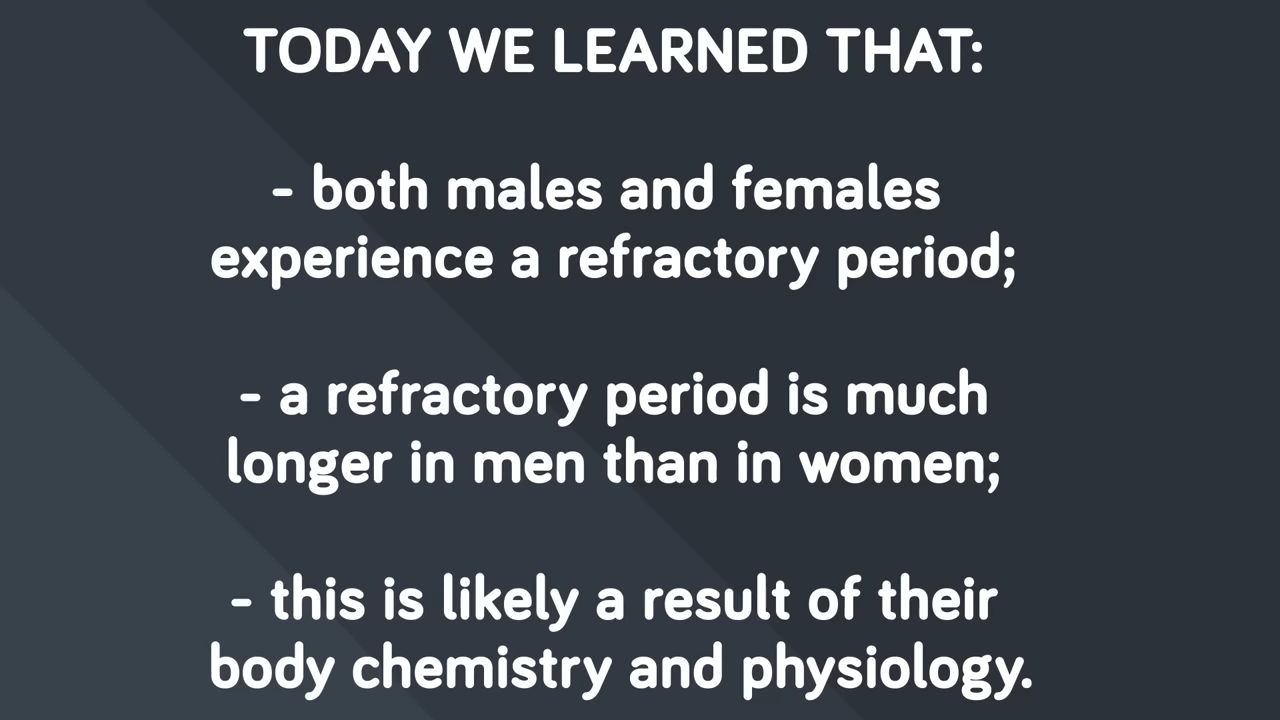 TODAY WE LEARNED THAT:
- both males and females
experience a refractory period;
- a refractory period is much
longer in men than in women;
- this is likely a result of their
body chemistry and physiology.